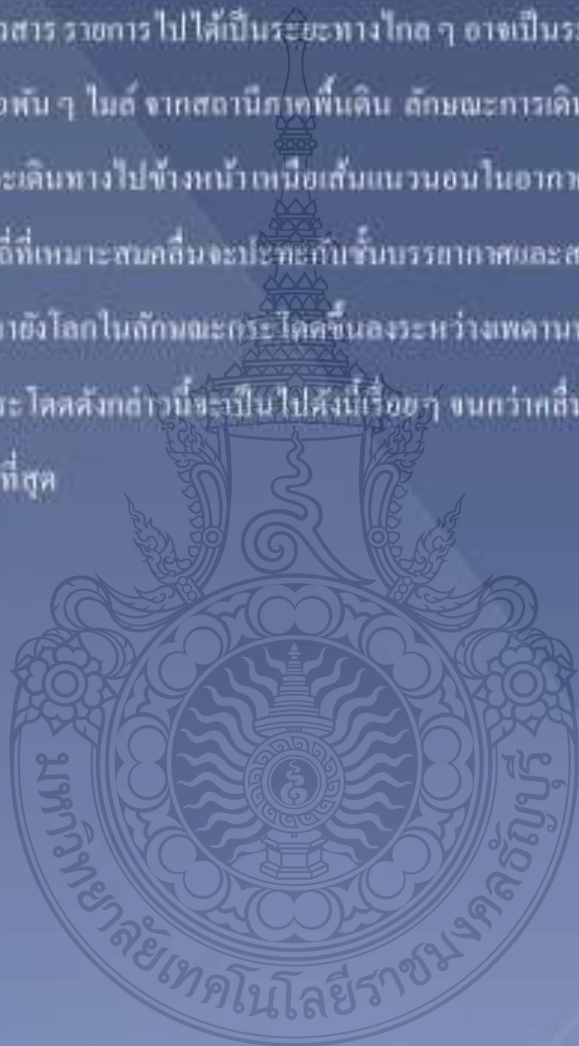 วสาร รายการ ไปได้เป็นระยะทางไกล ๆ อาจเป็นระ
อพัน ๆ ไมล์ จากสถานีภาคพื้นดิน ลักษณะการเดิน
ะเดินทางไปข้างหน้าเหนือเส้นแนวนอนในอากา
ถี่ที่เหมาะสมคลื่นจะปะทะกับชั้นบรรยากาศและส
มายังโลกในลักษณะกระโดดขึ้นลงระหว่างเพดาน
ระโดดดังกล่าวนี้จะเป็นไปดังนี้เรื่อยๆ จนกว่าคลื่น
ที่สุด
มหาวิทยาลัยเทคโนโลยีราชมงคลธัญบุรี